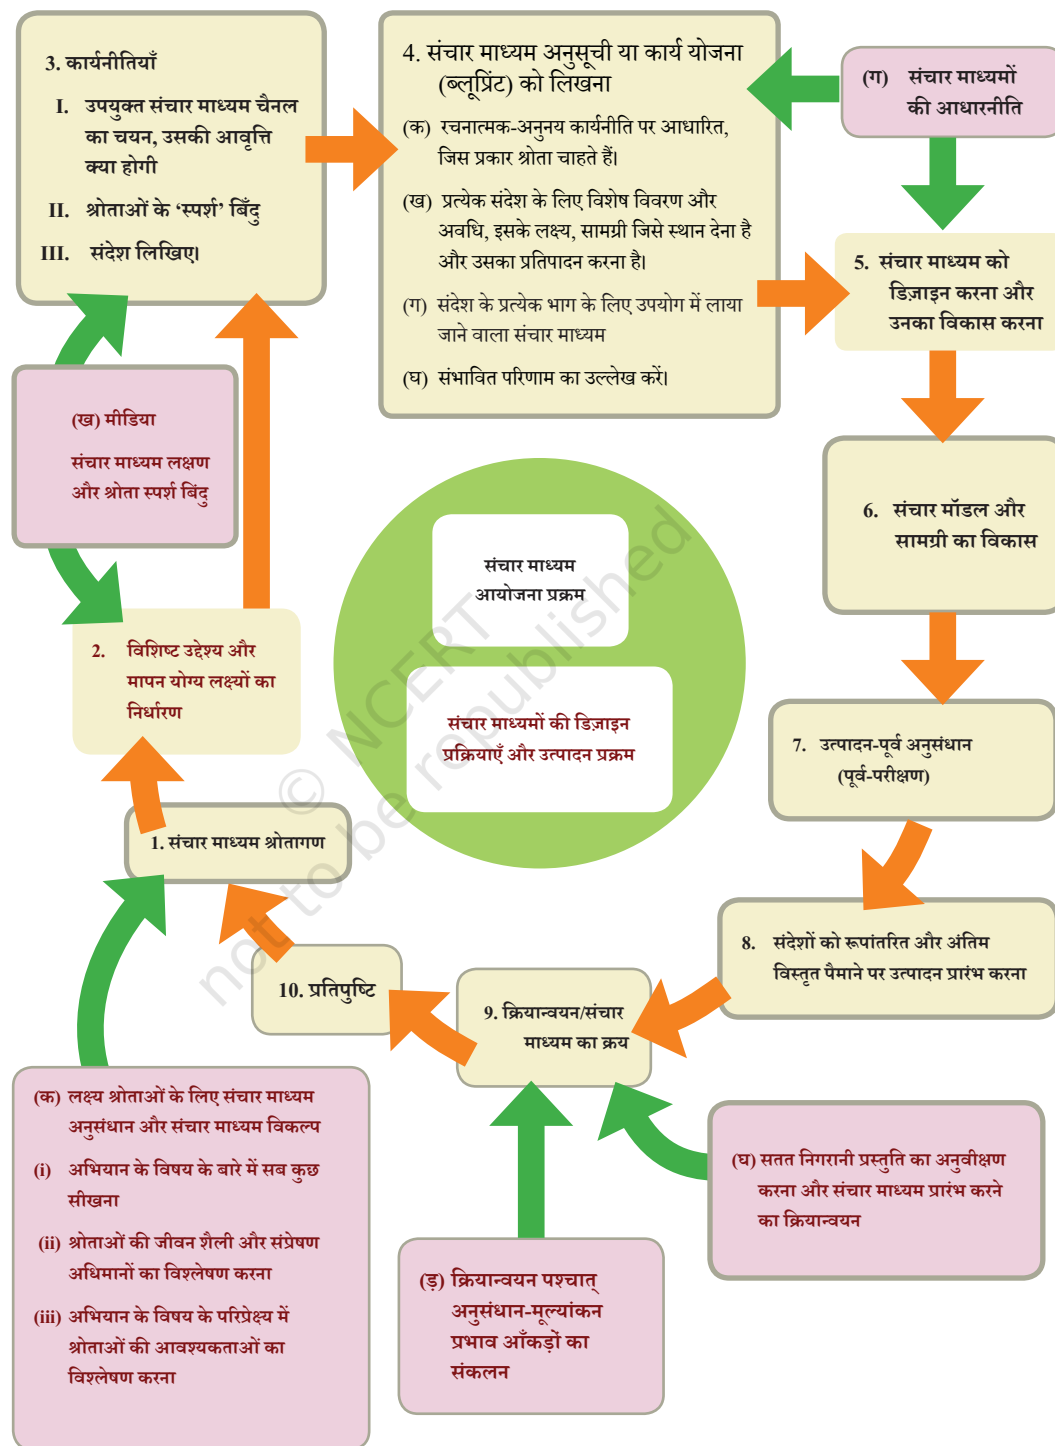 3. कार्यनीतियाँ
I. उपयुक्त संचार माध्यम चैनल
का चयन, उसकी आवृत्ति
क्या होगी
II. श्रोताओं के ‘स्पर्श’ बिँदु
III. संदेश लिखिए।
4. संचार माध्यम अनुसूची या कार्य योजना
(ब्लूप्रिंट) को लिखना
(क) रचनात्मक-अनुनय कार्यनीति पर आधारित,
जिस प्रकार श्रोता चाहते हैं।
(ख) प्रत्येक संदेश के लिए विशेष विवरण और
अवधि, इसके लक्ष्य, सामग्री जिसे स्थान देना है
और उसका प्रतिपादन करना है।
(ग) संदेश के प्रत्येक भाग के लिए उपयोग में लाया
जाने वाला संचार माध्यम
(घ) संभावित परिणाम का उल्लेख करें।
(ग) संचार माध्यमों
की आधारनीति
5. संचार माध्यम को
डिज़ाइन करना और
उनका विकास करना
(ख) मीडिया
संचार माध्यम लक्षण
और श्रोता स्पर्श बिंदु
6. संचार मॉडल और
सामग्री का विकास
संचार माध्यम
आयोजना प्रक्रम
संचार माध्यमों की डिज़ाइन
प्रक्रियाएँ और उत्पादन प्रक्रम
2. विशिष्ट उद्देश्य और
मापन योग्य लक्ष्यों का
निर्धारण
7. उत्पादन-पूर्व अनुसंधान
(पूर्व-परीक्षण)
1. संचार माध्यम श्रोतागण
8. संदेशों को रूपांतरित और अंतिम
विस्तृत पैमाने पर उत्पादन प्रारंभ करना
10. प्रतिपुष्टि
9. क्रियान्वयन/संचार
माध्यम का क्रय
(क) लक्ष्य श्रोताओं के लिए संचार माध्यम
अनुसंधान और संचार माध्यम विकल्प
(i) अभियान के विषय के बारे में सब कुछ
सीखना
(ii) श्रोताओं की जीवन शैली और संप्रेषण
अधिमानों का विश्लेषण करना
(iii) अभियान के विषय के परिप्रेक्ष्य में
श्रोताओं की आवश्यकताओं का
विश्लेषण करना
(घ) सतत निगरानी प्रस्तुति का अनुवीक्षण
करना और संचार माध्यम प्रारंभ करने
का क्रियान्वयन
(ड़) क्रियान्वयन पश्चात्
अनुसंधान-मूल्यांकन
प्रभाव आँकड़ों का
संकलन
© NCERT
not to be republished